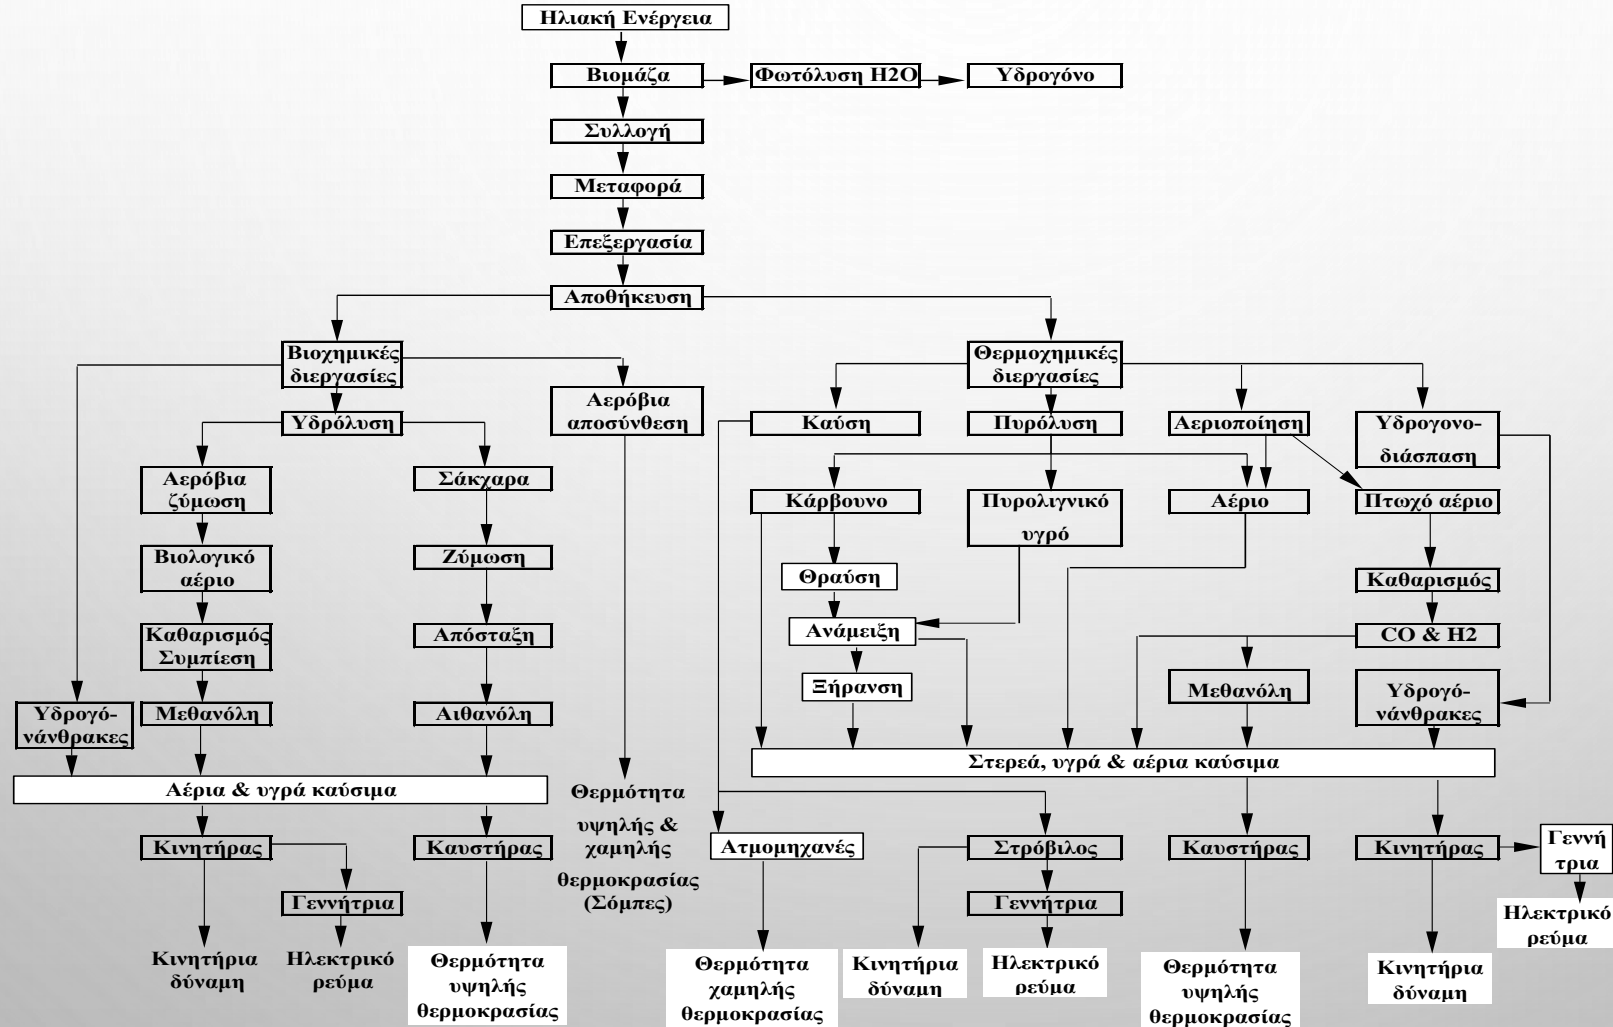 Ηλιακή Ενέργεια
Βιομάζα
Φωτόλυση H2O
Υδρογόνο
Συλλογή
Μεταφορά
Επεξεργασία
Αποθήκευση
Βιοχημικές
διεργασίες
Θερμοχημικές
διεργασίες
Υδρόλυση
Αερόβια
αποσύνθεση
Καύση
Πυρόλυση
Αεριοποίηση
Υδρογονο-
διάσπαση
Αερόβια
ζύμωση
Σάκχαρα
Κάρβουνο
Πυρολιγνικό
υγρό
Αέριο
Πτωχό αέριο
Βιολογικό
αέριο
Ζύμωση
Θραύση
Καθαρισμός
Καθαρισμός
Συμπίεση
Απόσταξη
Ανάμειξη
CO & H2
Ξήρανση
Μεθανόλη
Υδρογό-
νάνθρακες
Υδρογό-
νάνθρακες
Μεθανόλη
Αιθανόλη
Στερεά, υγρά & αέρια καύσιμα
Αέρια & υγρά καύσιμα
Θερμότητα
υψηλής &
χαμηλής
θερμοκρασίας
(Σόμπες)
Κινητήρας
Καυστήρας
Ατμομηχανές
Στρόβιλος
Καυστήρας
Κινητήρας
Γεννή
τρια
Γεννήτρια
Γεννήτρια
Ηλεκτρικό
ρεύμα
Κινητήρια
δύναμη
Ηλεκτρικό
ρεύμα
Θερμότητα
υψηλής
θερμοκρασίας
Θερμότητα
χαμηλής
θερμοκρασίας
Κινητήρια
δύναμη
Ηλεκτρικό
ρεύμα
Θερμότητα
υψηλής
θερμοκρασίας
Κινητήρια
δύναμη